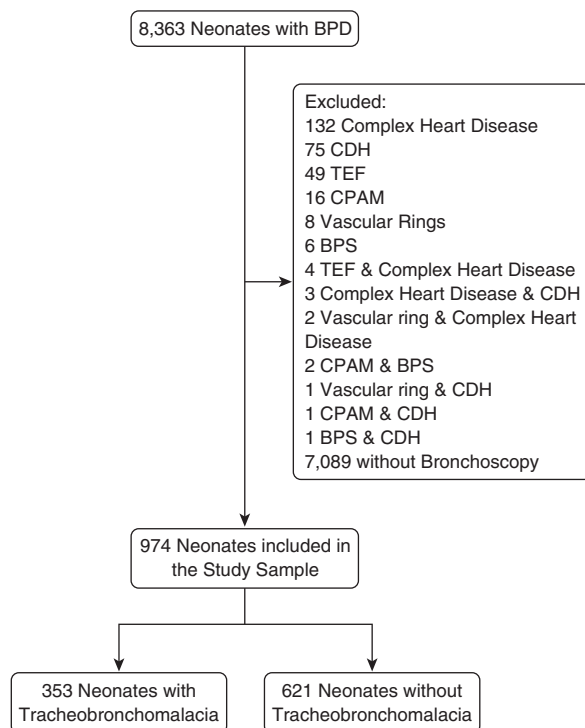 8,363 Neonates with BPD
Excluded:
132 Complex Heart Disease
75 CDH
49 TEF
16 CPAM
8 Vascular Rings
6 BPS
4 TEF & Complex Heart Disease
3 Complex Heart Disease & CDH
2 Vascular ring & Complex Heart
Disease
2 CPAM & BPS
1 Vascular ring & CDH
1 CPAM & CDH
1 BPS & CDH
7,089 without Bronchoscopy
974 Neonates included in
the Study Sample
353 Neonates with
Tracheobronchomalacia
621 Neonates without
Tracheobronchomalacia